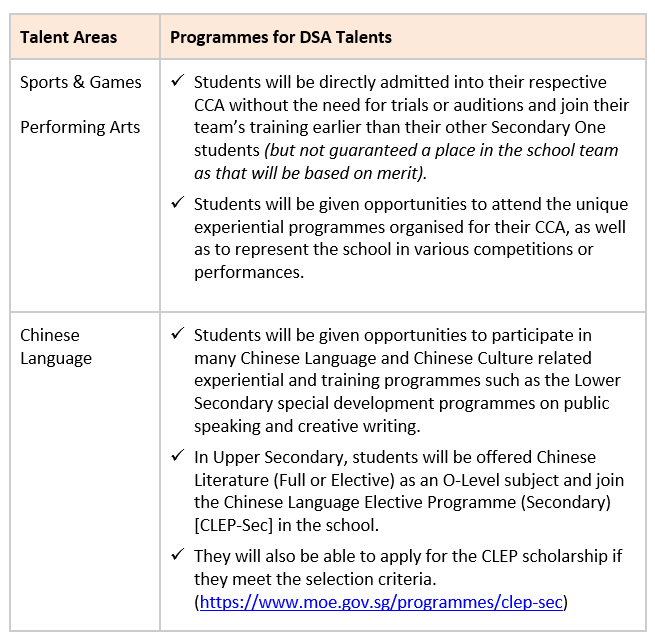 Talent Areas
Programmes for DSA Talents
Sports & Games
Performing Arts
✓ Students will be directly admitted into their respective
CCA without the need for trials or auditions and join their
team's training earlier than their other Secondary One
students (but not guaranteed a place in the school team
as that will be based on merit).
✓ Students will be given opportunities to attend the unique
experiential programmes organised for their CCA, as well
as to represent the school in various competitions or
performances.
Chinese
Language
✓ Students will be given opportunities to participate in
many Chinese Language and Chinese Culture related
experiential and training programmes such as the Lower
Secondary special development programmes on public
speaking and creative writing.
✓ In Upper Secondary, students will be offered Chinese
Literature (Full or Elective) as an O-Level subject and join
the Chinese Language Elective Programme (Secondary)
[CLEP-Sec] in the school.
✓ They will also be able to apply for the CLEP scholarship if
they meet the selection criteria.
(https://www.moe.gov.sg/programmes/clep-sec)